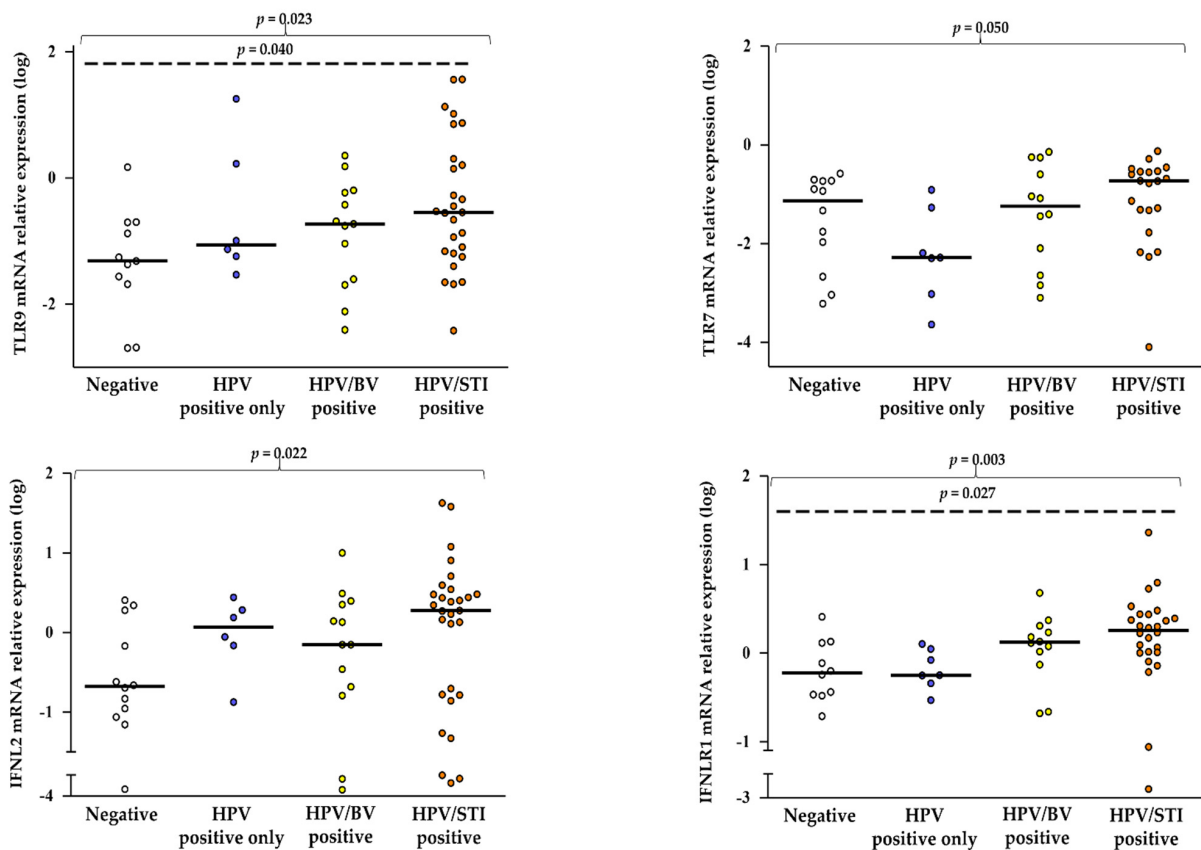 p = 0.023
p = 0.040
TLR9 mRNA relative expression (log)
2
0
-2
Negative
HPV
positive only
HPV/BV
positive
HPV/STI
positive
p = 0.050
TLR7 mRNA relative expression (log)
2
0
-2
-4
Negative
HPV
positive only
HPV/BV
positive
HPV/STI
positive
p = 0.022
IFNL2 mRNA relative expression (log)
2
1
0
-1
-4
Negative
HPV
positive only
HPV/BV
positive
HPV/STI
positive
p = 0.003
p = 0.027
IFNLR1 mRNA relative expression (log)
2
1
0
-1
-3
Negative
HPV
positive only
HPV/BV
positive
HPV/STI
positive